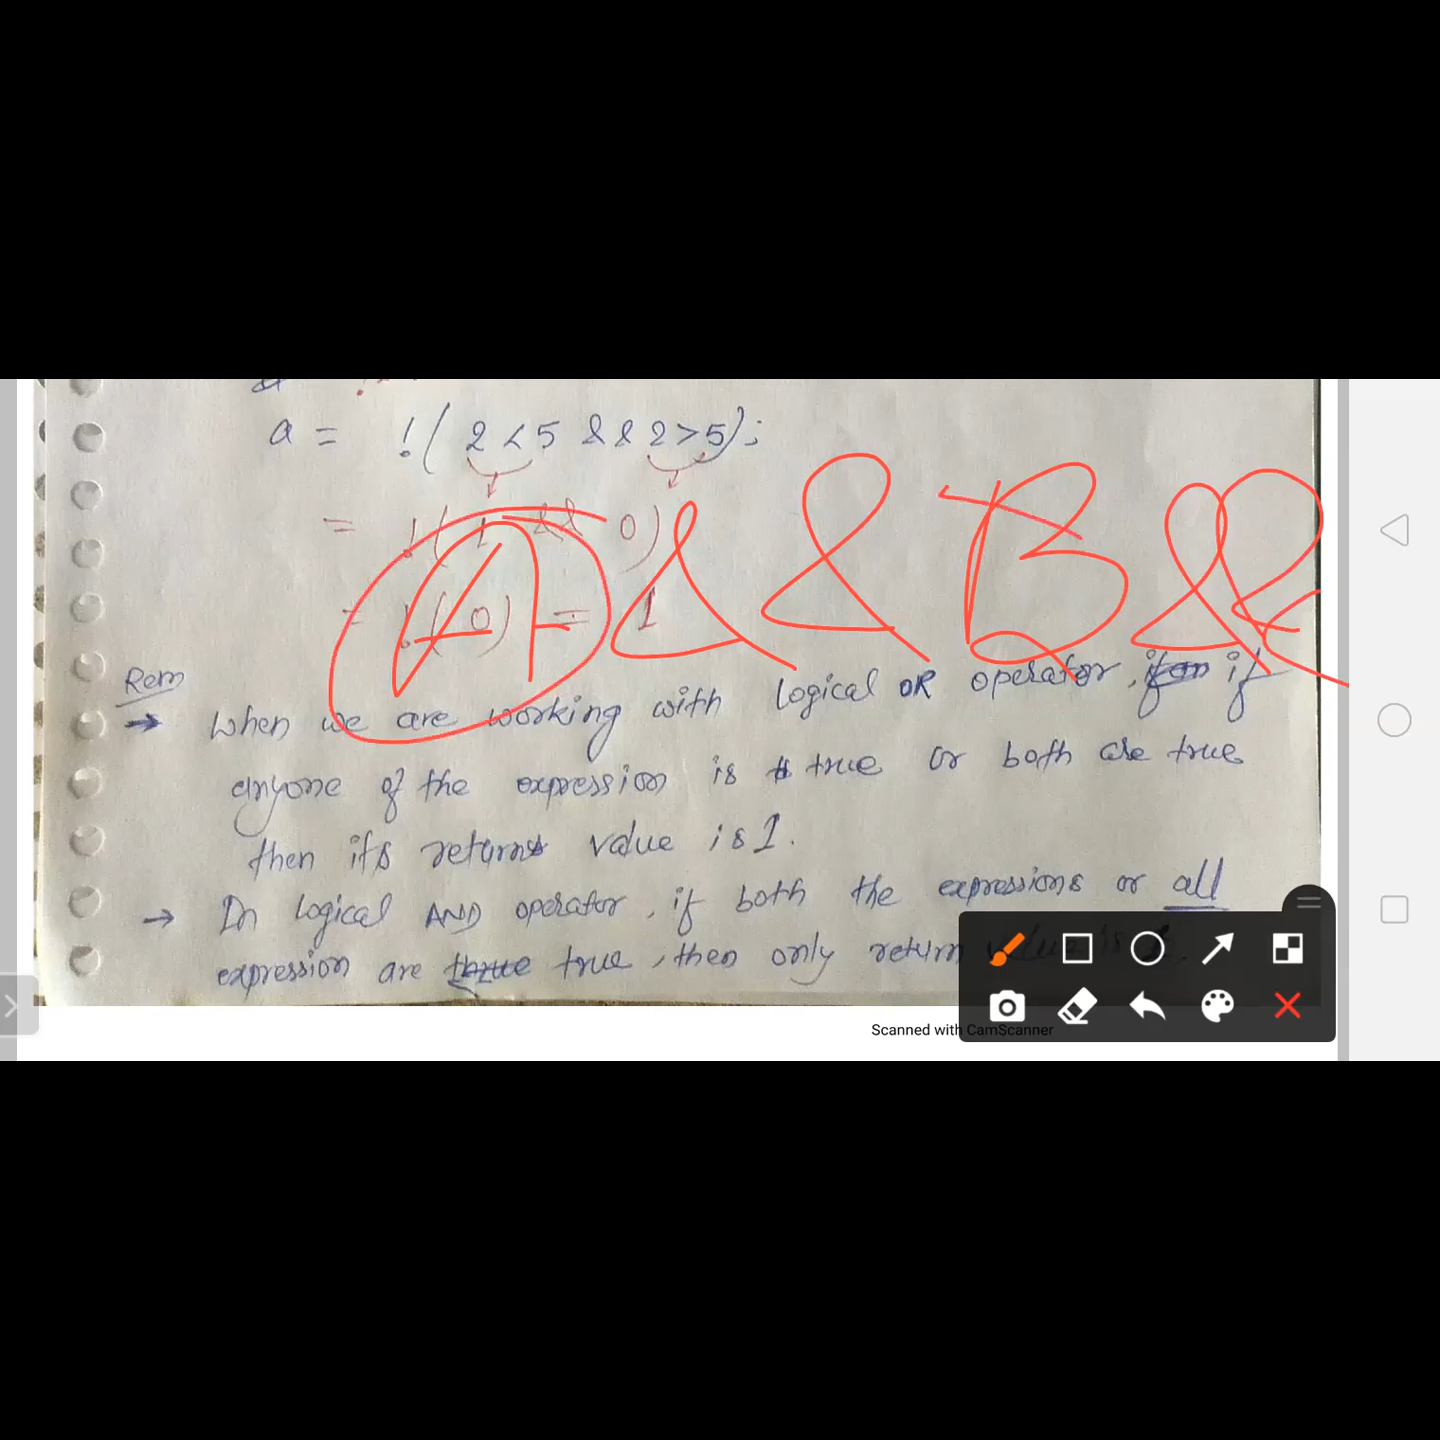 a = !( 2 < 5 && 2 > 5);
= !( 1 && 0)
= !( 0) = 1
A && B &&
Rem
→ When we are working with logical OR operator, if
anyone of the expression is true or both are true
then its returns value is 1.
→ In logical AND operator, if both the expressions or all
expression are true, then only return
Scanned with CamScanner